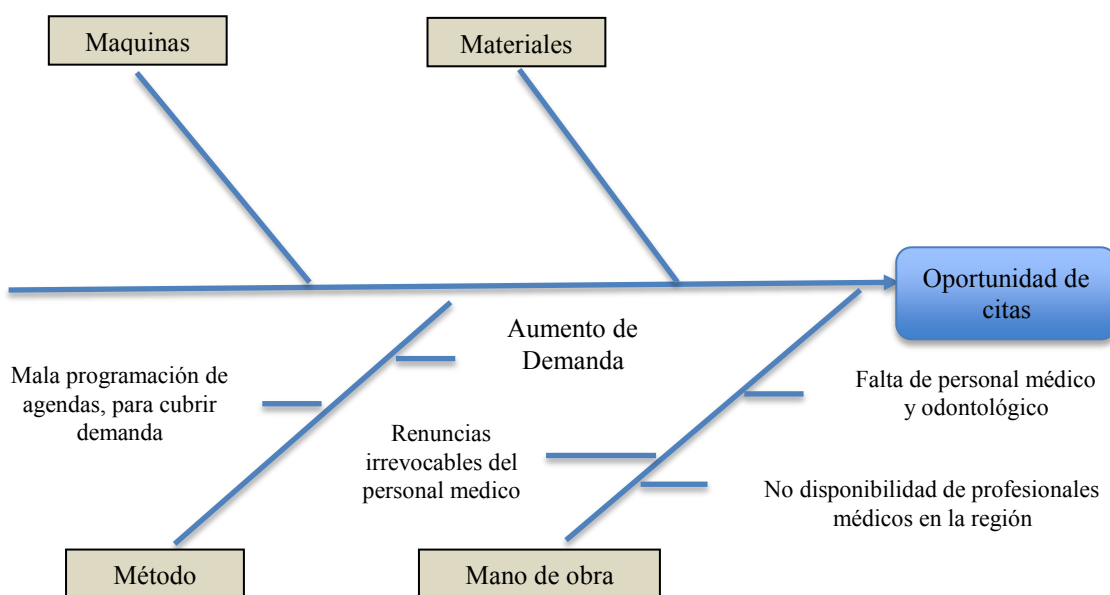 Maquinas
Materiales
Oportunidad de
citas
Aumento de
Demanda
Mala programación de
agendas, para cubrir
demanda
Falta de personal médico
y odontológico
Renuncias
irrevocables del
personal medico
No disponibilidad de profesionales
médicos en la región
Método
Mano de obra